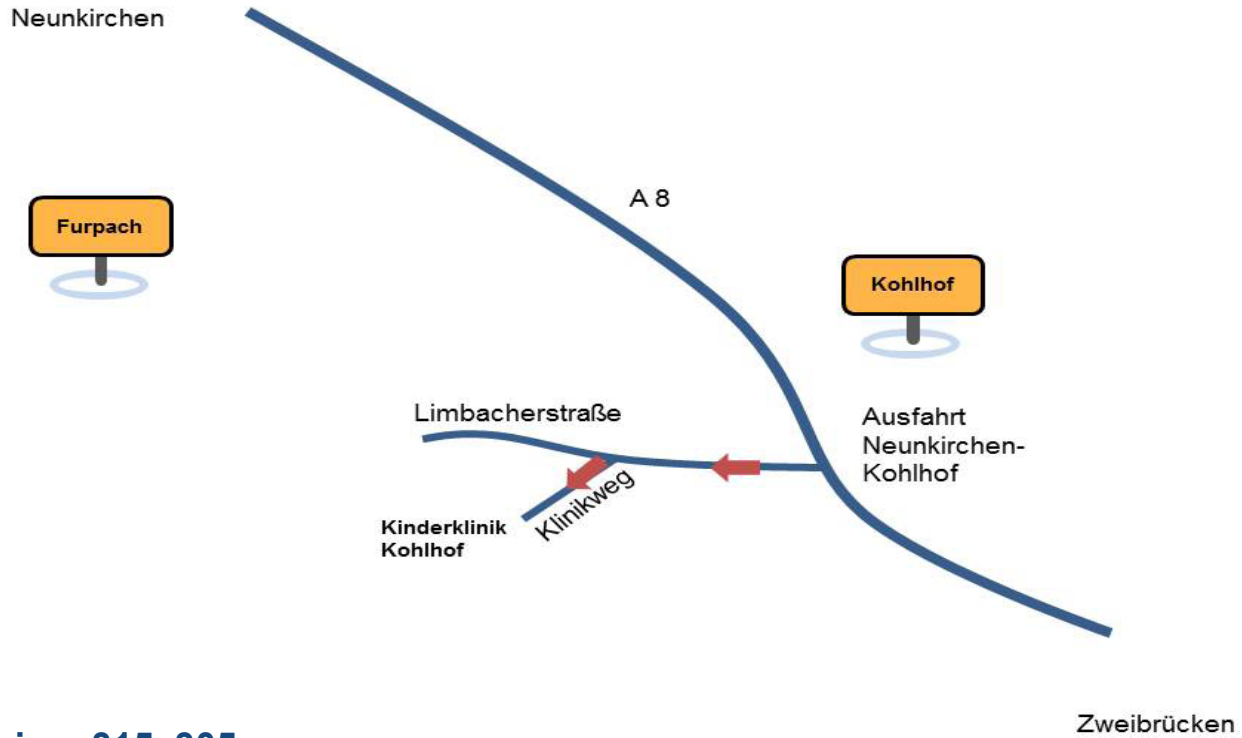 Neunkirchen
A 8
Furpach
Kohlhof
Limbacherstraße
Ausfahrt
Neunkirchen-
Kohlhof
Klinikweg
Kinderklinik
Kohlhof
Zweibrücken